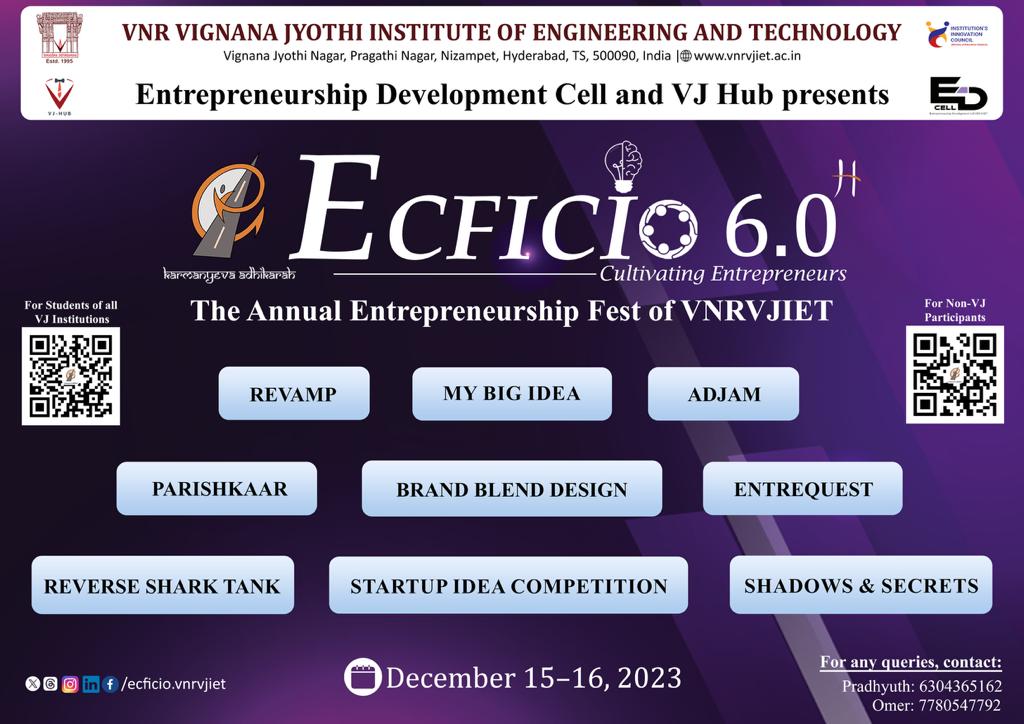 VNR VIGNANA JYOTHI INSTITUTE OF ENGINEERING AND TECHNOLOGY
Vignana Jyothi Nagar, Pragathi Nagar, Nizampet, Hyderabad, TS, 500090, India | www.vnrvjiet.ac.in
Estd. 1995
INSTITUTION'S
INNOVATION
COUNCIL
Entrepreneurship Development Cell and VJ Hub presents
VJ-HUB
ED
CELL
ECFICIO 6.0
karmanyeva adhikarah
Cultivating Entrepreneurs
The Annual Entrepreneurship Fest of VNRVJIET
For Students of all
VJ Institutions
For Non-VJ
Participants
REVAMP
MY BIG IDEA
ADJAM
PARISHKAAR
BRAND BLEND DESIGN
ENTREQUEST
REVERSE SHARK TANK
STARTUP IDEA COMPETITION
SHADOWS & SECRETS
/ecficio.vnrvjiet
December 15–16, 2023
For any queries, contact:
Pradhyuth: 6304365162
Omer: 7780547792